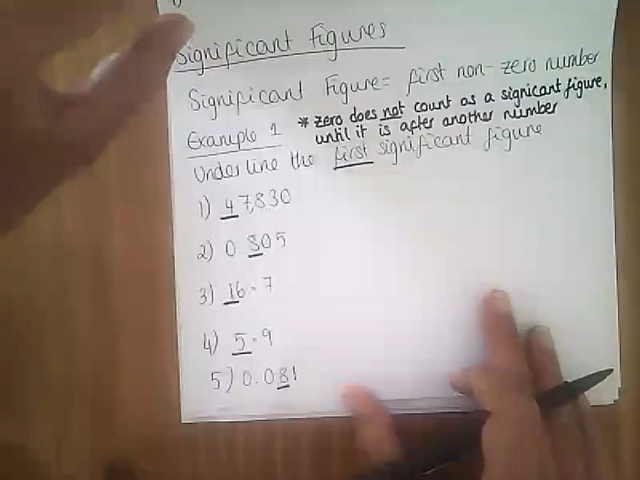 Significant Figures
Significant Figure= first non-zero number
* zero does not count as a signicant figure,
until it is after another number
Example 1
Underline the first significant figure
1) 47,830
2) 0 805
3) 16.7
4) 5.9
5) 0.081